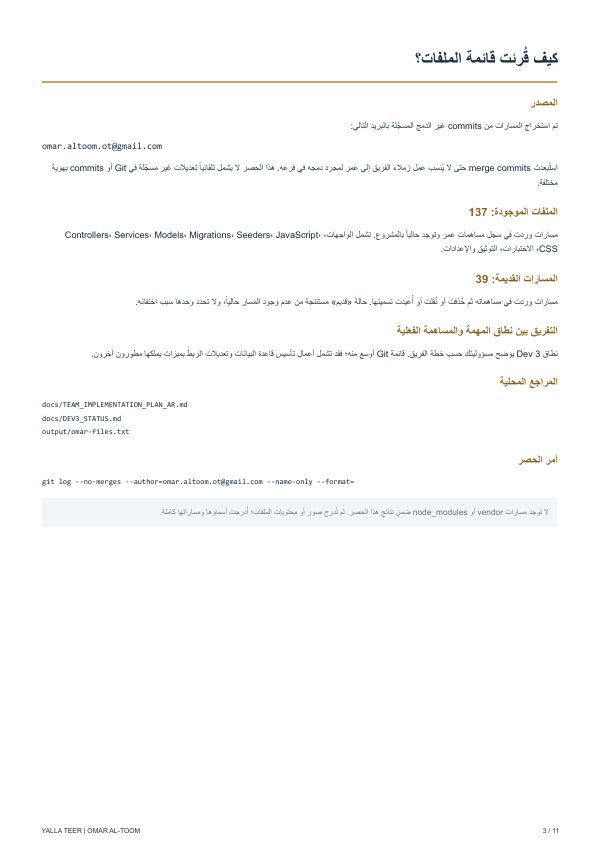 كيف قُرئت قائمة الملفات؟
المصدر
تم استخراج المسارات من commits غير الدمج المسجّلة بالبريد التالي:
omar.altoom.ot@gmail.com
استُبعدت merge commits حتى لا يُنسب عمل زملاء الفريق إلى عمر لمجرد دمجه في فرعه. هذا الحصر لا يشمل تلقائياً تعديلات غير مسجّلة في Git أو commits بهوية
مختلفة.
الملفات الموجودة: 137
مسارات وردت في سجل مساهمات عمر وتوجد حالياً بالمشروع. تشمل الواجهات، Controllers، Services، Models، Migrations، Seeders، JavaScript،
CSS، الاختبارات، التوثيق والإعدادات.
المسارات القديمة: 39
مسارات وردت في مساهماته ثم حُذفت أو نُقلت أو أُعيدت تسميتها. حالة «قديم» مستنتجة من عدم وجود المسار حالياً، ولا تحدد وحدها سبب اختفائه.
التفريق بين نطاق المهمة والمساهمة الفعلية
نطاق Dev 3 يوضح مسؤوليتك حسب خطة الفريق. قائمة Git أوسع منه؛ فقد تشمل أعمال تأسيس قاعدة البيانات وتعديلات الربط بميزات يملكها مطورون آخرون.
المراجع المحلية
docs/TEAM_IMPLEMENTATION_PLAN_AR.md
docs/DEV3_STATUS.md
output/omar-files.txt
أمر الحصر
git log --no-merges --author=omar.altoom.ot@gmail.com --name-only --format=
لا توجد مسارات vendor أو node_modules ضمن نتائج هذا الحصر. لم تُدرج صور أو محتويات الملفات؛ أُدرجت أسماؤها ومساراتها كاملة.
YALLA TEER | OMAR AL-TOOM
3 / 11